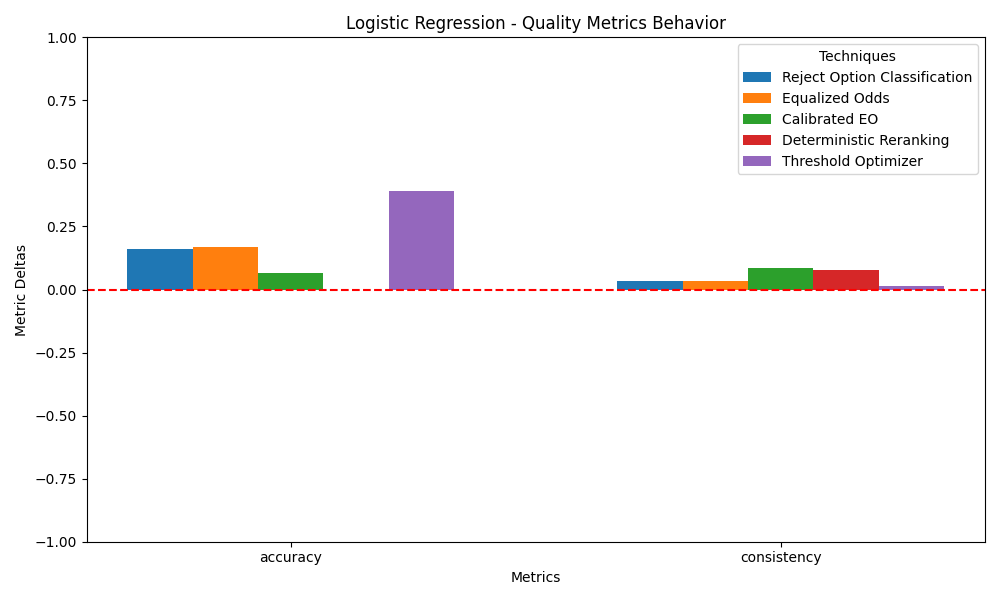 Logistic Regression - Quality Metrics Behavior
Techniques
Reject Option Classification
Equalized Odds
Calibrated EO
Deterministic Reranking
Threshold Optimizer
Metric Deltas
1.00
0.75
0.50
0.25
0.00
−0.25
−0.50
−0.75
−1.00
accuracy
consistency
Metrics